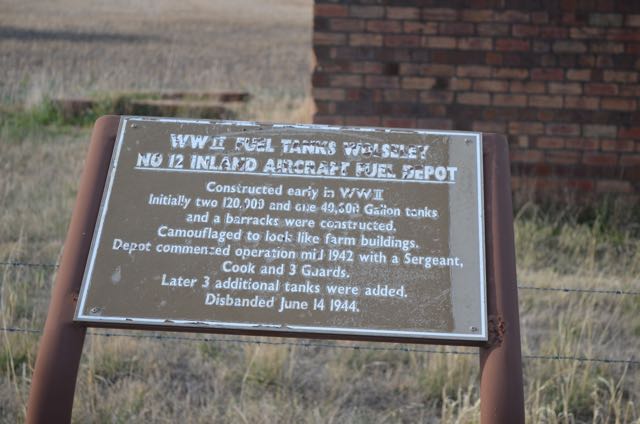 WW II FUEL TANKS WOLSELEY
NO 12 INLAND AIRCRAFT FUEL DEPOT
Constructed early in WW II
Initially two 120,000 and one 40,000 Gallon tanks
and a barracks were constructed.
Camouflaged to look like farm buildings.
Depot commenced operation mid 1942 with a Sergeant,
Cook and 3 Guards.
Later 3 additional tanks were added.
Disbanded June 14 1944.